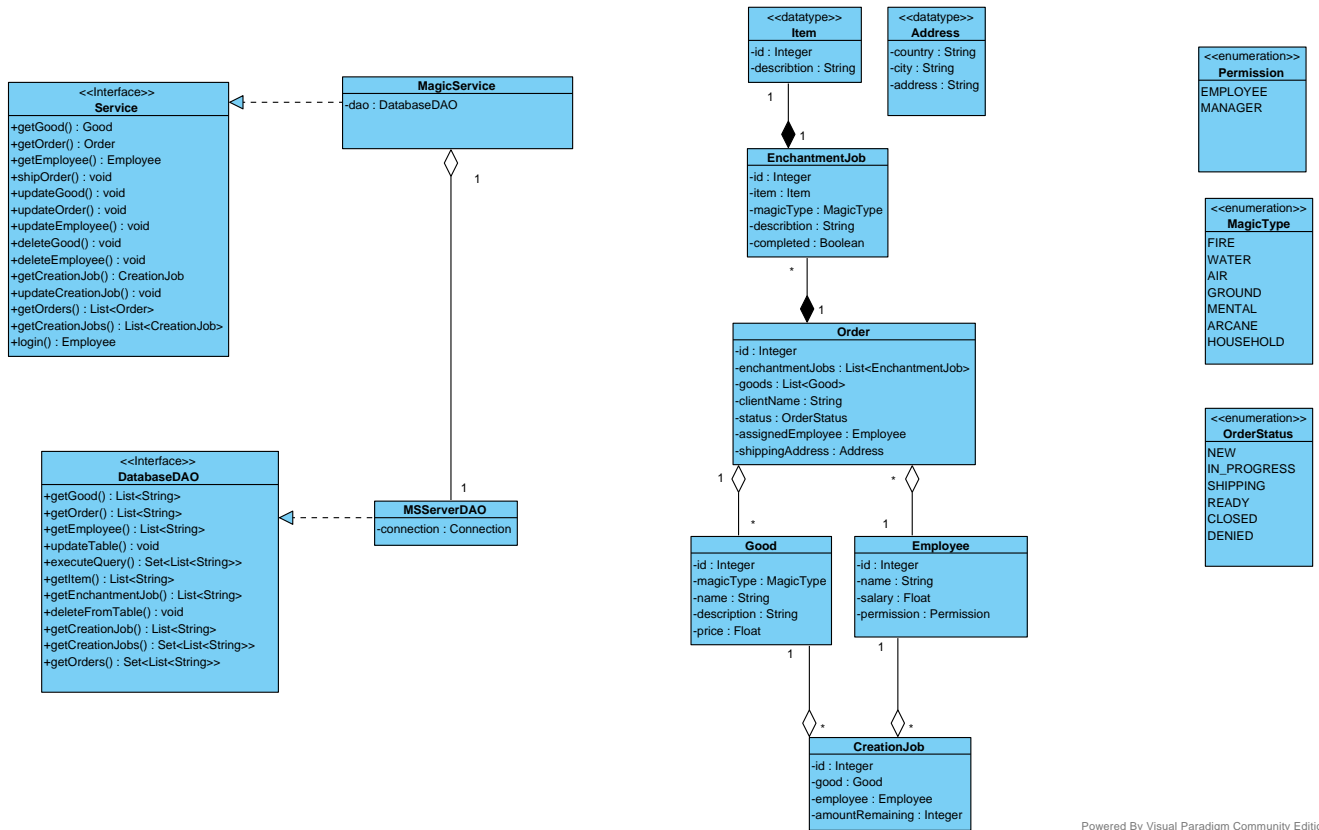 <<Interface>>
Service
+getGood() : Good
+getOrder() : Order
+getEmployee() : Employee
+shipOrder() : void
+updateGood() : void
+updateOrder() : void
+updateEmployee() : void
+deleteGood() : void
+deleteEmployee() : void
+getCreationJob() : CreationJob
+updateCreationJob() : void
+getOrders() : List<Order>
+getCreationJobs() : List<CreationJob>
+login() : Employee
MagicService
-dao : DatabaseDAO
1
1
<<Interface>>
DatabaseDAO
+getGood() : List<String>
+getOrder() : List<String>
+getEmployee() : List<String>
+updateTable() : void
+executeQuery() : Set<List<String>>
+getItem() : List<String>
+getEnchantmentJob() : List<String>
+deleteFromTable() : void
+getCreationJob() : List<String>
+getCreationJobs() : Set<List<String>>
+getOrders() : Set<List<String>>
MSServerDAO
-connection : Connection
<<datatype>>
Item
-id : Integer
-describtion : String
<<datatype>>
Address
-country : String
-city : String
-address : String
1
1
EnchantmentJob
-id : Integer
-item : Item
-magicType : MagicType
-describtion : String
-completed : Boolean
*
1
Order
-id : Integer
-enchantmentJobs : List<EnchantmentJob>
-goods : List<Good>
-clientName : String
-status : OrderStatus
-assignedEmployee : Employee
-shippingAddress : Address
1
*
*
1
Good
-id : Integer
-magicType : MagicType
-name : String
-description : String
-price : Float
Employee
-id : Integer
-name : String
-salary : Float
-permission : Permission
1
1
*
*
CreationJob
-id : Integer
-good : Good
-employee : Employee
-amountRemaining : Integer
<<enumeration>>
Permission
EMPLOYEE
MANAGER
<<enumeration>>
MagicType
FIRE
WATER
AIR
GROUND
MENTAL
ARCANE
HOUSEHOLD
<<enumeration>>
OrderStatus
NEW
IN_PROGRESS
SHIPPING
READY
CLOSED
DENIED
Powered By Visual Paradigm Community Editio